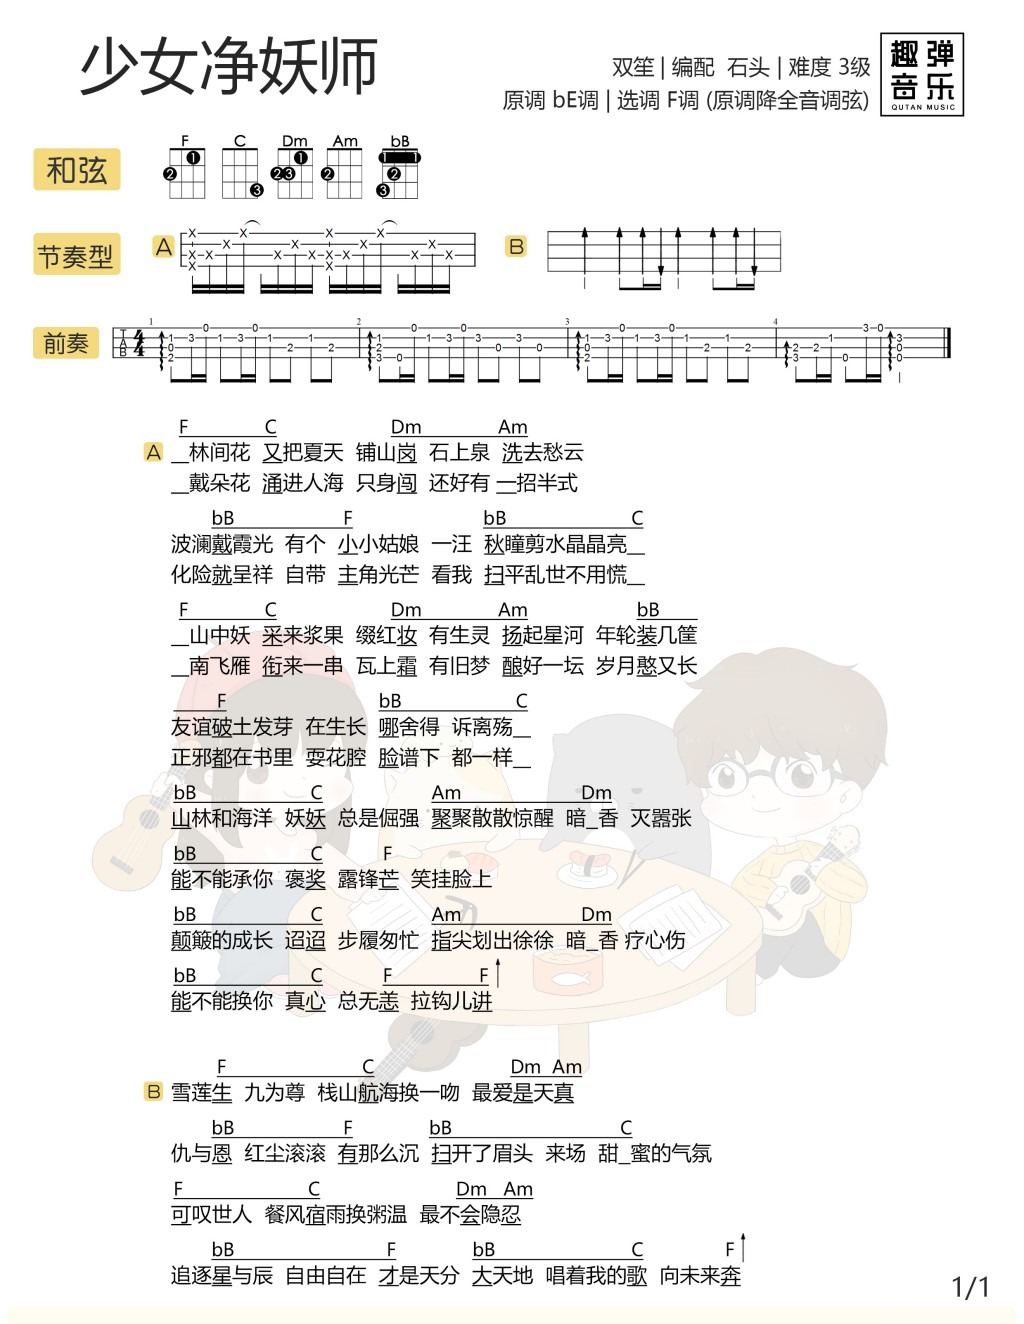 少女净妖师
双笙 | 编配 石头 | 难度 3级
原调 bE调 | 选调 F调 (原调降全音调弦)
趣弹音乐
QUTAN MUSIC
和弦
F C Dm Am bB
节奏型 A B
前奏
F C Dm Am
A _林间花 又把夏天 铺山岗 石上泉 洗去愁云
_戴朵花 涌进人海 只身闯 还好有 一招半式
bB F bB C
波澜戴霞光 有个 小小姑娘 一汪 秋瞳剪水晶晶亮_
化险就呈祥 自带 主角光芒 看我 扫平乱世不用慌_
F C Dm Am bB
_山中妖 采来浆果 缀红妆 有生灵 扬起星河 年轮装几筐
_南飞雁 衔来一串 瓦上霜 有旧梦 酿好一坛 岁月憨又长
F bB C
友谊破土发芽 在生长 哪舍得 诉离殇_
正邪都在书里 耍花腔 脸谱下 都一样_
bB C Am Dm
山林和海洋 妖妖 总是倔强 聚聚散散惊醒 暗_香 灭嚣张
bB C F
能不能承你 褒奖 露锋芒 笑挂脸上
bB C Am Dm
颠簸的成长 迢迢 步履匆忙 指尖划出徐徐 暗_香 疗心伤
bB C F F
能不能换你 真心 总无恙 拉钩儿讲
F C Dm Am
B 雪莲生 九为尊 栈山航海换一吻 最爱是天真
bB F bB C
仇与恩 红尘滚滚 有那么沉 扫开了眉头 来场 甜_蜜的气氛
F C Dm Am
可叹世人 餐风宿雨换粥温 最不会隐忍
bB F bB C F
追逐星与辰 自由自在 才是天分 大天地 唱着我的歌 向未来奔
1/1